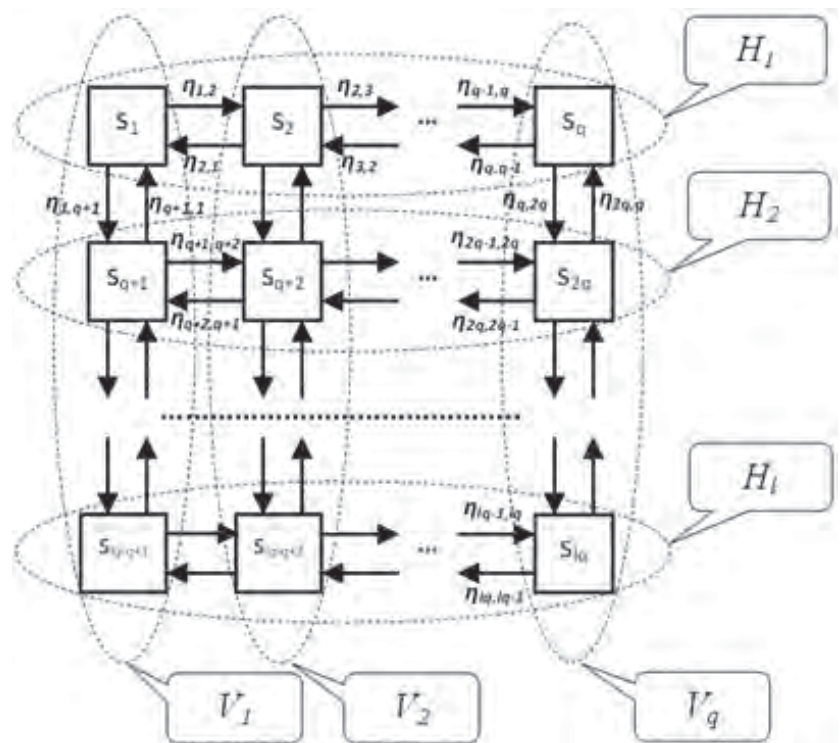 H1
η1,2 η2,3 η q-1,q
S1 S2 ... Sq
η2,1 η3,2 ηq,q-1
η1,q+1 ηq+1,1 ηq,2q η2q,q
H2
ηq+1,q+2 η2q-1,2q
Sq+1 Sq+2 ... S2q
ηq+2,q+1 η2q,2q-1
Hl
ηlq-1,lq
... Slq
ηlq,lq-1
V1 V2 Vq